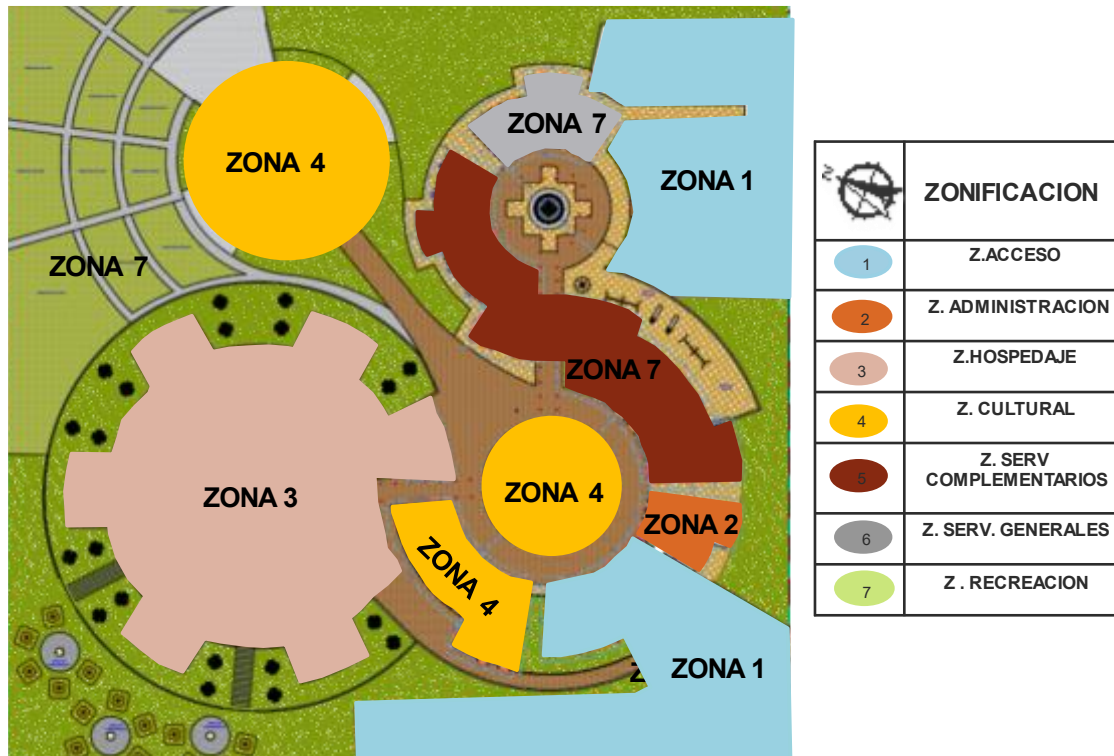 ZONA 4
ZONA 7
ZONA 1
ZONA 7
ZONA 7
ZONA 3
ZONA 4
ZONA 2
ZONA 4
ZONA 1
Z
N
ZONIFICACION
1
Z.ACCESO
2
Z. ADMINISTRACION
3
Z.HOSPEDAJE
4
Z. CULTURAL
5
Z. SERV
COMPLEMENTARIOS
6
Z. SERV. GENERALES
7
Z . RECREACION